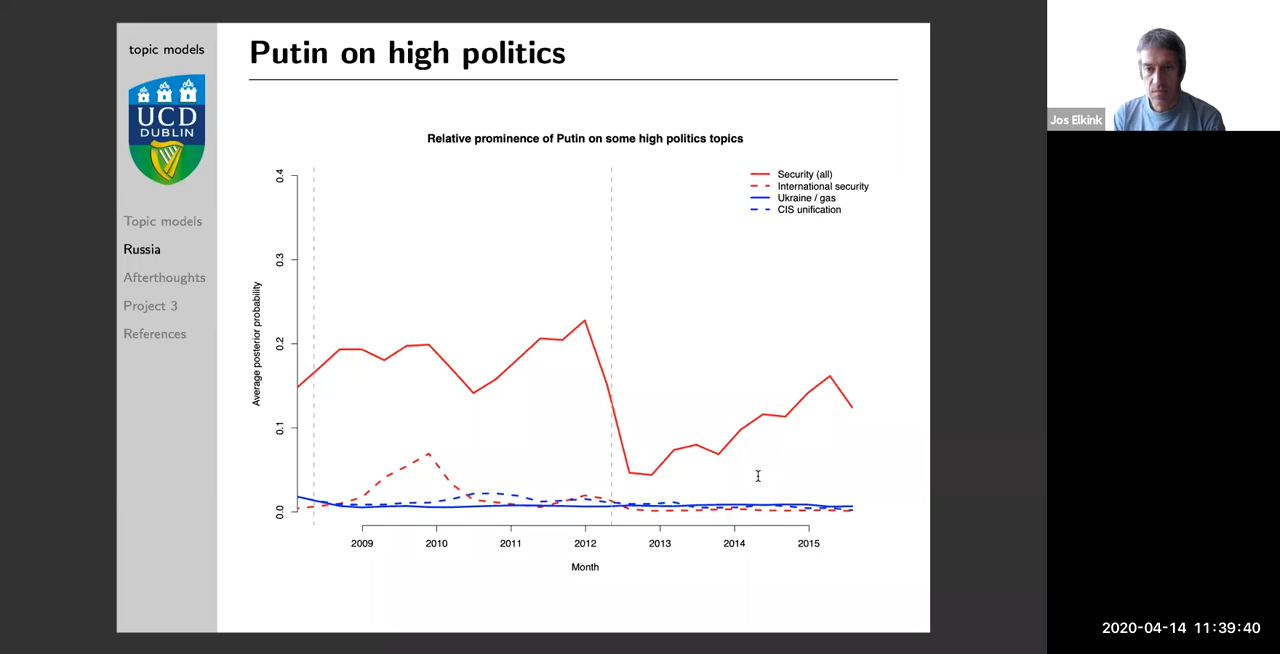 topic models
UCD
DUBLIN
Topic models
Russia
Afterthoughts
Project 3
References
Putin on high politics
Relative prominence of Putin on some high politics topics
Security (all)
International security
Ukraine / gas
CIS unification
Average posterior probability
0.4
0.3
0.2
0.1
0.0
2009 2010 2011 2012 2013 2014 2015
Month
Jos Elkink
2020-04-14 11:39:40